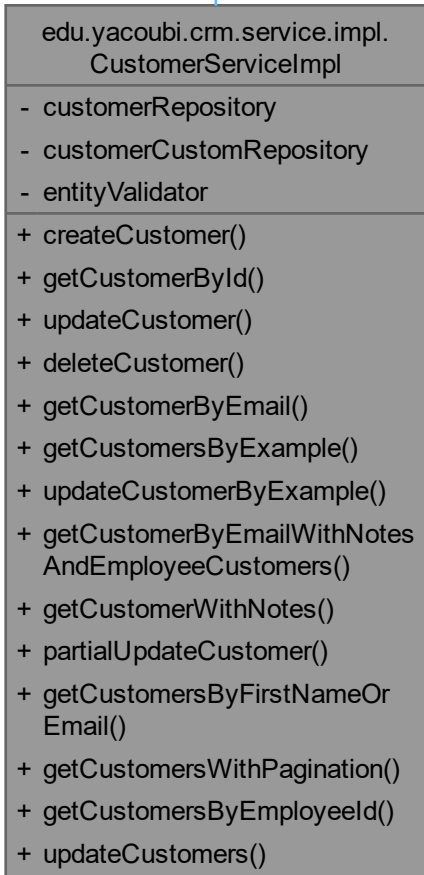 edu.yacoubi.crm.service.impl.
CustomerServiceImpl
- customerRepository
- customerCustomRepository
- entityValidator
+ createCustomer()
+ getCustomerById()
+ updateCustomer()
+ deleteCustomer()
+ getCustomerByEmail()
+ getCustomersByExample()
+ updateCustomerByExample()
+ getCustomerByEmailWithNotes
AndEmployeeCustomers()
+ getCustomerWithNotes()
+ partialUpdateCustomer()
+ getCustomersByFirstNameOr
Email()
+ getCustomersWithPagination()
+ getCustomersByEmployeeId()
+ updateCustomers()